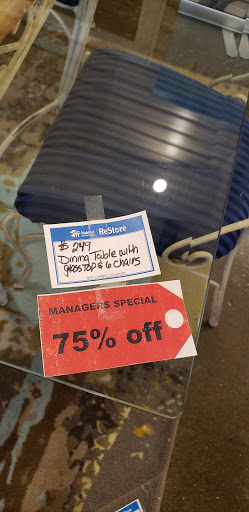 ReStore
$249
Dining Table with
glass top & 6 Chairs
MANAGERS SPECIAL
75% off